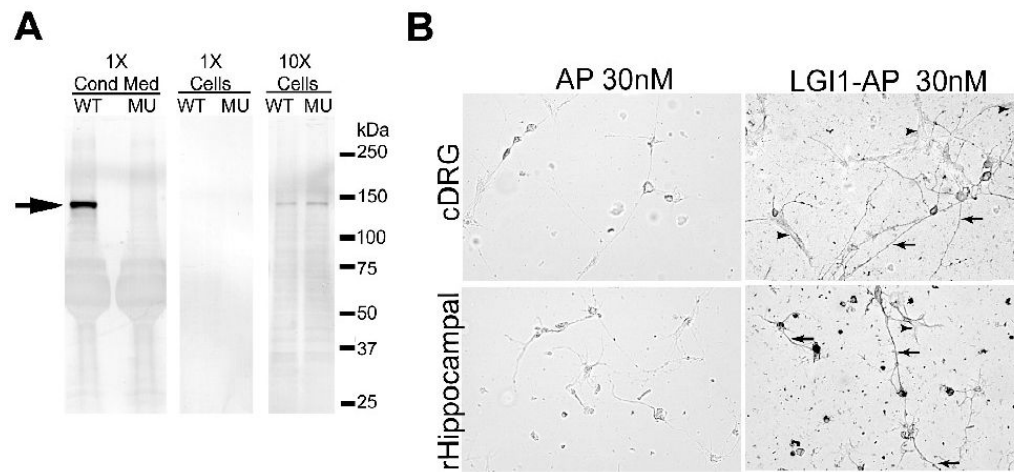 A
B
1X
Cond Med
1X
Cells
10X
Cells
WT MU WT MU WT MU
kDa
250
150
100
75
50
37
25
AP 30nM
LGI1-AP 30nM
cDRG
rHippocampal